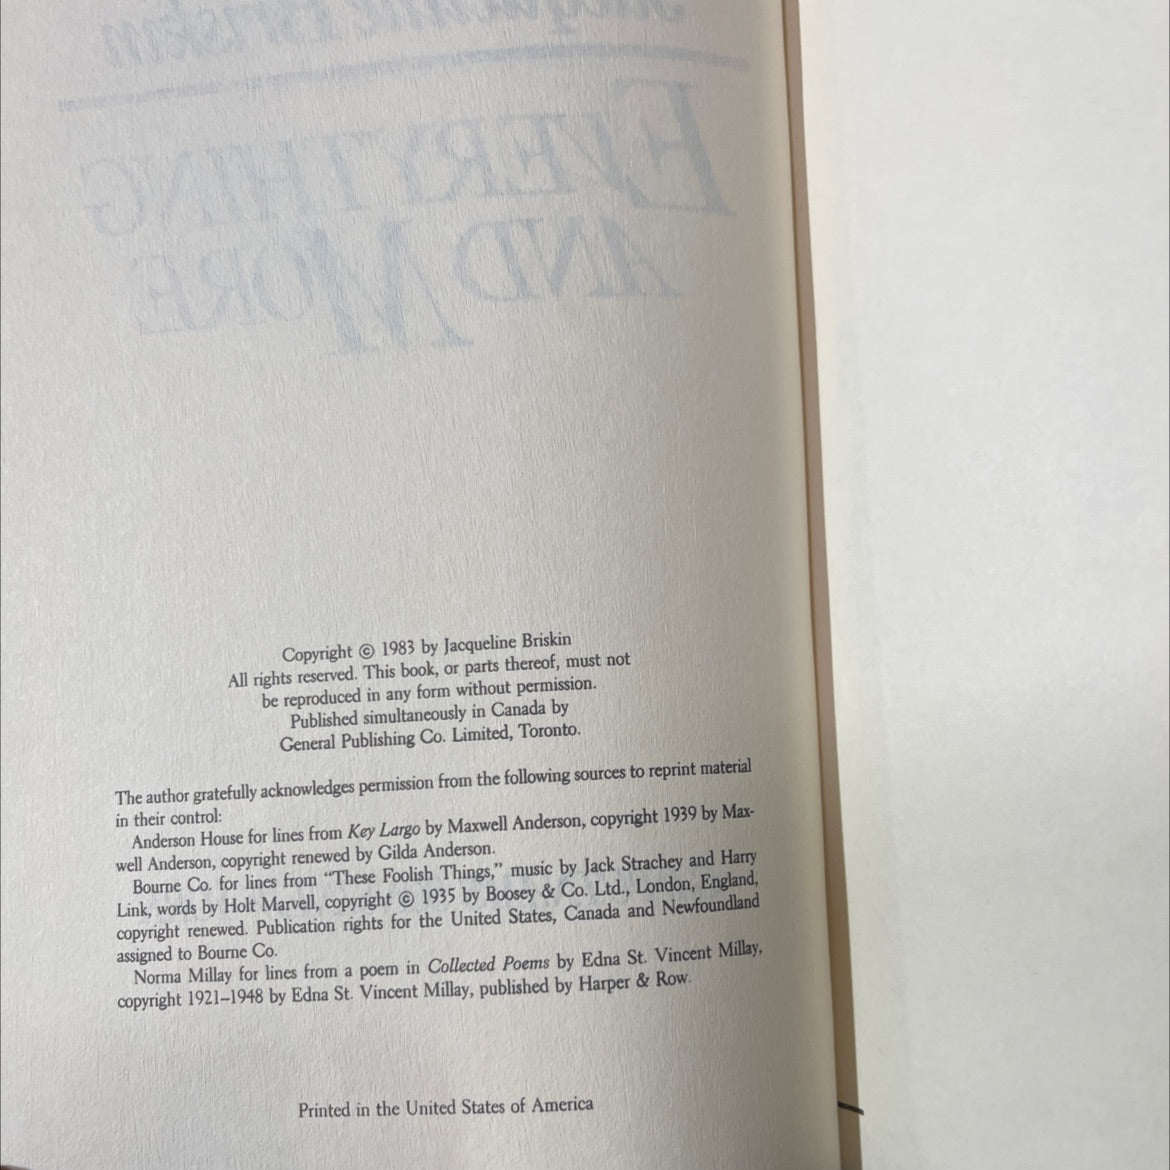 Jacqueline Briskin
EVERYTHING
AND MORE
Copyright © 1983 by Jacqueline Briskin
All rights reserved. This book, or parts thereof, must not
be reproduced in any form without permission.
Published simultaneously in Canada by
General Publishing Co. Limited, Toronto.
The author gratefully acknowledges permission from the following sources to reprint material
in their control:
Anderson House for lines from Key Largo by Maxwell Anderson, copyright 1939 by Max-
well Anderson, copyright renewed by Gilda Anderson.
Bourne Co. for lines from “These Foolish Things,” music by Jack Strachey and Harry
Link, words by Holt Marvell, copyright © 1935 by Boosey & Co. Ltd., London, England,
copyright renewed. Publication rights for the United States, Canada and Newfoundland
assigned to Bourne Co.
Norma Millay for lines from a poem in Collected Poems by Edna St. Vincent Millay,
copyright 1921–1948 by Edna St. Vincent Millay, published by Harper & Row.
Printed in the United States of America